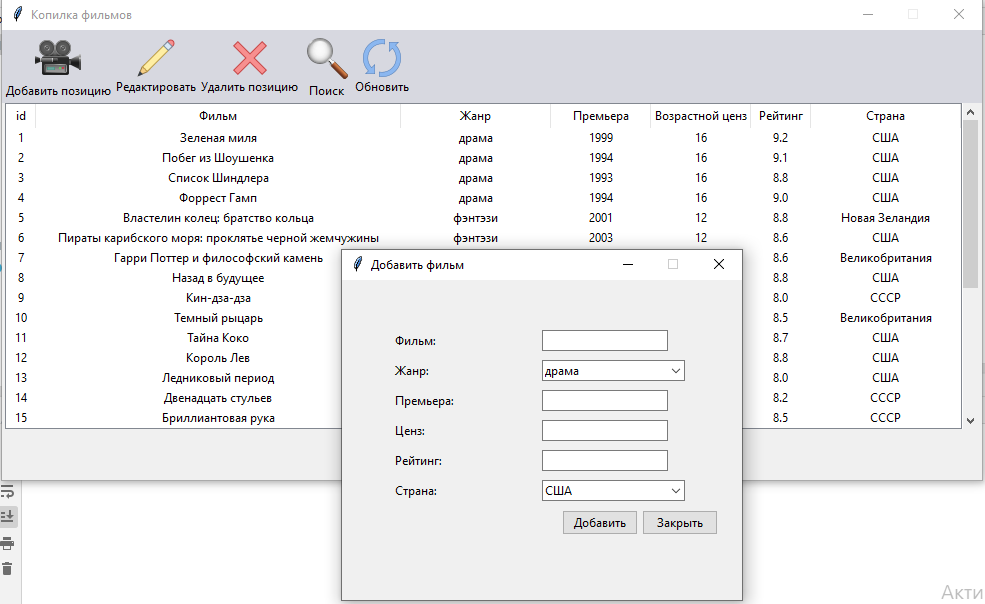 Копилка фильмов
Добавить позицию Редактировать Удалить позицию Поиск Обновить
id Фильм Жанр Премьера Возрастной ценз Рейтинг Страна
1 Зеленая миля драма 1999 16 9.2 США
2 Побег из Шоушенка драма 1994 16 9.1 США
3 Список Шиндлера драма 1993 16 8.8 США
4 Форрест Гамп драма 1994 16 9.0 США
5 Властелин колец: братство кольца фэнтэзи 2001 12 8.8 Новая Зеландия
6 Пираты карибского моря: проклятье черной жемчужины фэнтэзи 2003 12 8.6 США
7 Гарри Поттер и философский камень 8.6 Великобритания
8 Назад в будущее 8.8 США
9 Кин-дза-дза 8.0 СССР
10 Темный рыцарь 8.5 Великобритания
11 Тайна Коко 8.7 США
12 Король Лев 8.8 США
13 Ледниковый период 8.0 США
14 Двенадцать стульев 8.2 СССР
15 Бриллиантовая рука 8.5 СССР
Добавить фильм
Фильм:
Жанр: драма
Премьера:
Ценз:
Рейтинг:
Страна: США
Добавить Закрыть
Акти